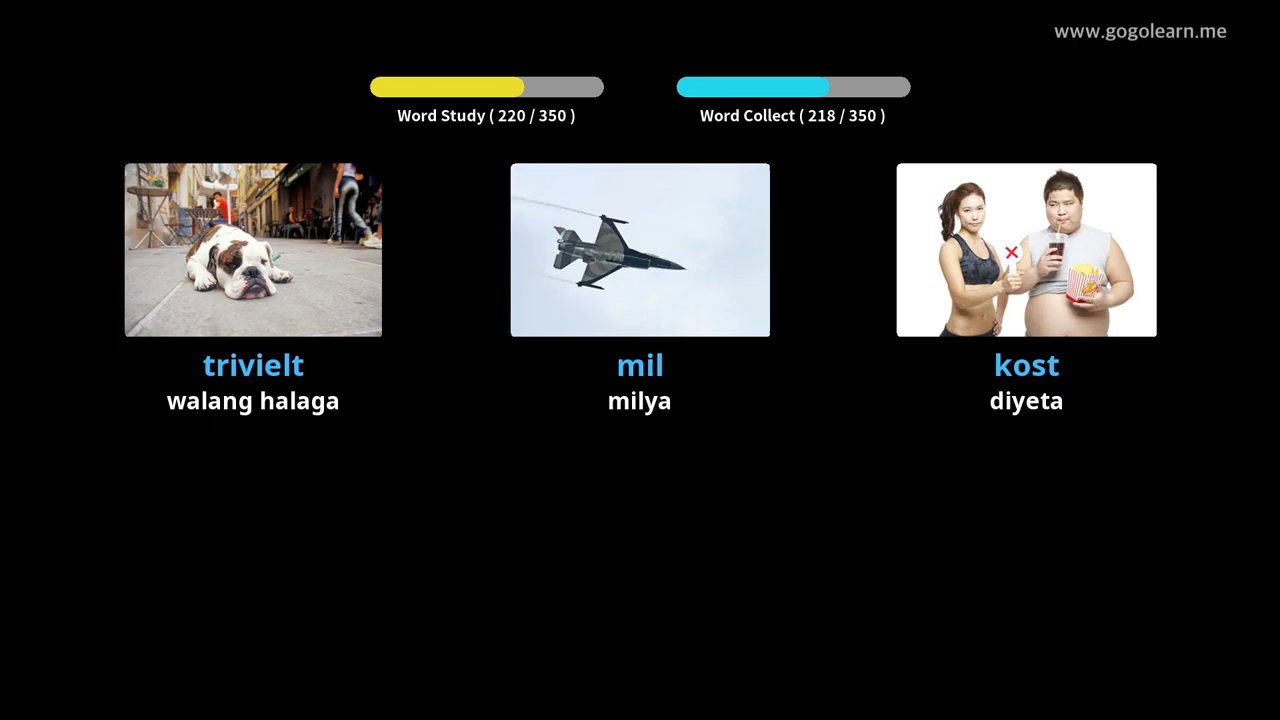 www.gogolearn.me
Word Study ( 220 / 350 )
Word Collect ( 218 / 350 )
trivielt
walang halaga
mil
milya
kost
diyeta